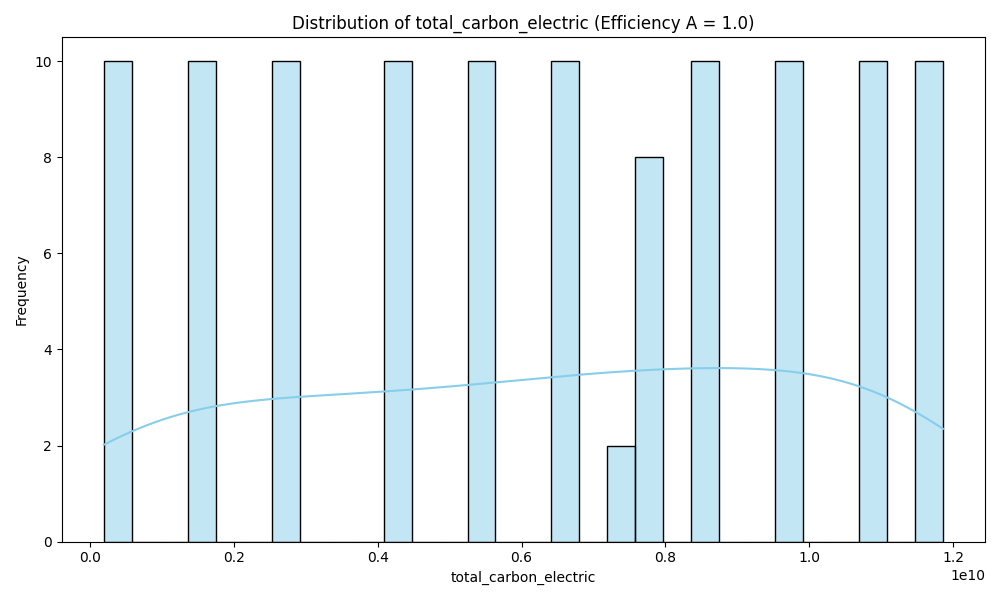 Distribution of total_carbon_electric (Efficiency A = 1.0)
Frequency
10
8
6
4
2
0
0.0 0.2 0.4 0.6 0.8 1.0 1.2
1e10
total_carbon_electric